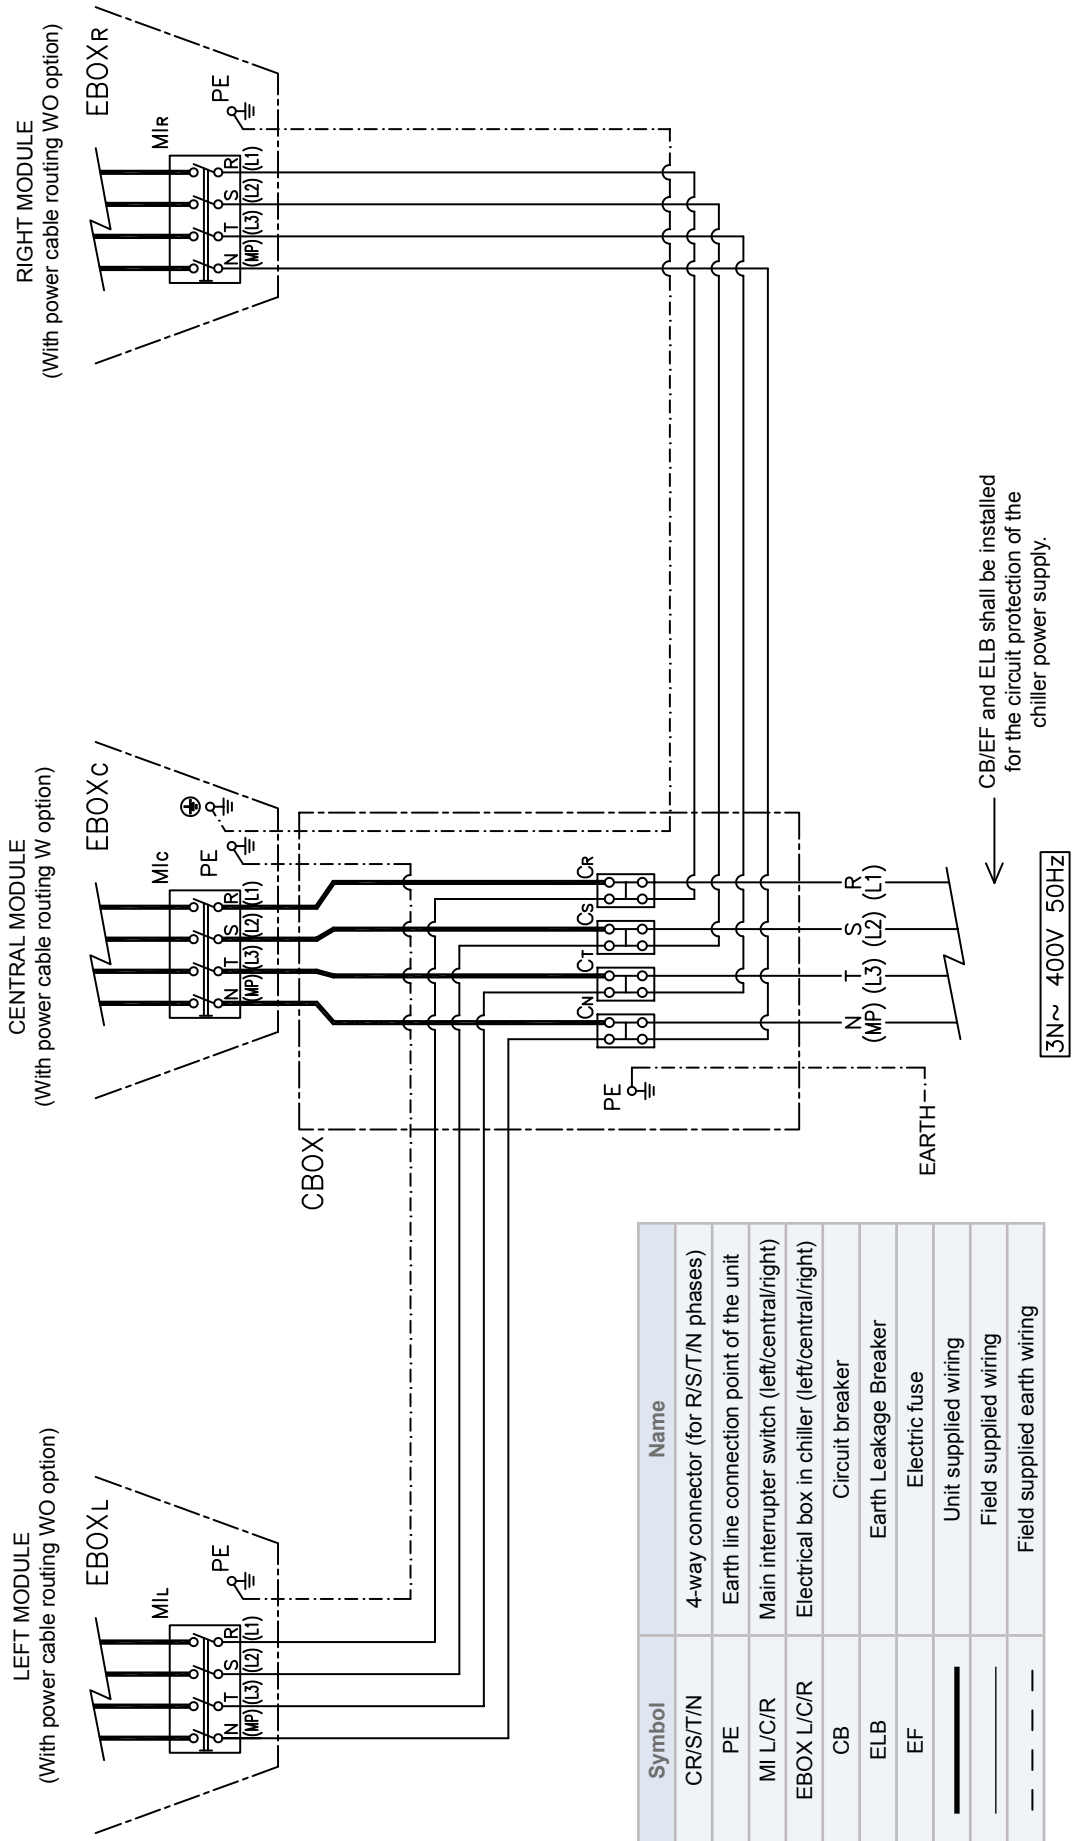 LEFT MODULE
(With power cable routing WO option)
EBOXL
MIL
PE
N T S R
(MP) (L3) (L2) (L1)
CENTRAL MODULE
(With power cable routing W option)
EBOXC
MIC
PE
N T S R
(MP) (L3) (L2) (L1)
RIGHT MODULE
(With power cable routing WO option)
EBOXR
MIR
PE
N T S R
(MP) (L3) (L2) (L1)
CBOX
CN CT CS CR
PE
N T S R
(MP) (L3) (L2) (L1)
EARTH
CB/EF and ELB shall be installed
for the circuit protection of the
chiller power supply.
3N~ 400V 50Hz
Symbol Name
CR/S/T/N 4-way connector (for R/S/T/N phases)
PE Earth line connection point of the unit
MI L/C/R Main interrupter switch (left/central/right)
EBOX L/C/R Electrical box in chiller (left/central/right)
CB Circuit breaker
ELB Earth Leakage Breaker
EF Electric fuse
Unit supplied wiring
Field supplied wiring
Field supplied earth wiring